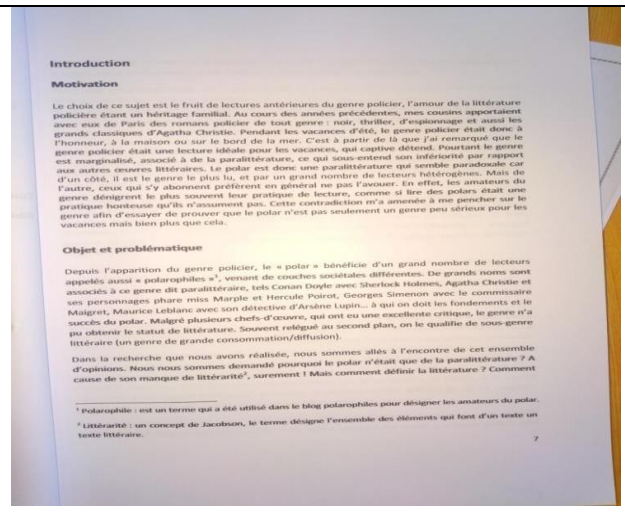 Introduction
Motivation
Le choix de ce sujet est le fruit de lectures antérieures du genre policier, l'amour de la littérature
policière étant un héritage familial. Au cours des années précédentes, mes cousins apportaient
avec eux de Paris des romans policier de tout genre : noir, thriller, d'espionnage et aussi les
grands classiques d'Agatha Christie. Pendant les vacances d'été, le genre policier était donc à
l'honneur, à la maison ou sur le bord de la mer. C'est à partir de là que j'ai remarqué que le
genre policier était une lecture idéale pour les vacances, qui captive détend. Pourtant le genre
est marginalisé, associé à de la paralittérature, ce qui sous-entend son infériorité par rapport
aux autres œuvres littéraires. Le polar est donc une paralittérature qui semble paradoxale car
d'un côté, il est le genre le plus lu, et par un grand nombre de lecteurs hétérogènes. Mais de
l'autre, ceux qui s'y abonnent préfèrent en général ne pas l'avouer. En effet, les amateurs du
genre dénigrent le plus souvent leur pratique de lecture, comme si lire des polars était une
pratique honteuse qu'ils n'assument pas. Cette contradiction m'a amenée à me pencher sur le
genre afin d'essayer de prouver que le polar n'est pas seulement un genre peu sérieux pour les
vacances mais bien plus que cela.
Objet et problématique
Depuis l'apparition du genre policier, le « polar » bénéficie d'un grand nombre de lecteurs
appelés aussi « polarophiles »¹, venant de couches sociétales différentes. De grands noms sont
associés à ce genre dit paralittéraire, tels Conan Doyle avec Sherlock Holmes, Agatha Christie et
ses personnages phare miss Marple et Hercule Poirot, Georges Simenon avec le commissaire
Maigret, Maurice Leblanc avec son détective d'Arsène Lupin... à qui on doit les fondements et le
succès du polar. Malgré plusieurs chefs-d'œuvre, qui ont eu une excellente critique, le genre n'a
pu obtenir le statut de littérature. Souvent relégué au second plan, on le qualifie de sous-genre
littéraire (un genre de grande consommation/diffusion).
Dans la recherche que nous avons réalisée, nous sommes allés à l'encontre de cet ensemble
d'opinions. Nous nous sommes demandé pourquoi le polar n'était que de la paralittérature ? A
cause de son manque de littérarité², surement ! Mais comment définir la littérature ? Comment
¹ Polarophile : est un terme qui a été utilisé dans le blog polarophiles pour désigner les amateurs du polar.
² Littérarité : un concept de Jacobson, le terme désigne l'ensemble des éléments qui font d'un texte un
texte littéraire.
7